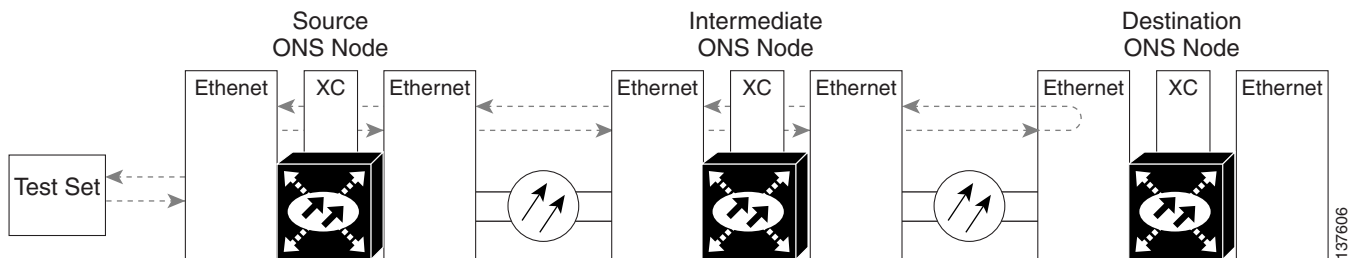 Source
ONS Node
Intermediate
ONS Node
Destination
ONS Node
Ethenet
XC
Ethernet
Ethernet
XC
Ethernet
Ethernet
XC
Ethernet
Test Set
137606